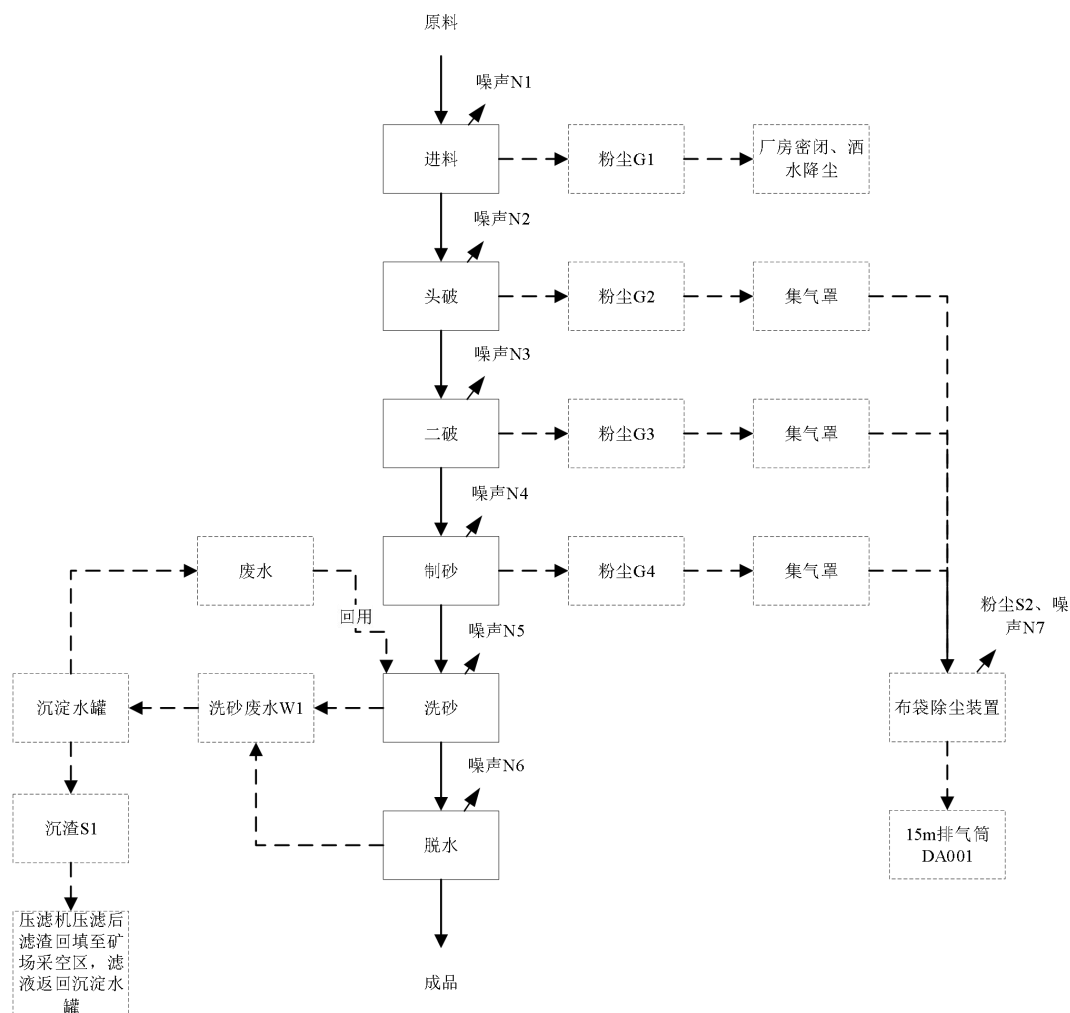 原料
噪声N1
进料
粉尘G1
厂房密闭、洒
水降尘
噪声N2
头破
粉尘G2
集气罩
噪声N3
二破
粉尘G3
集气罩
噪声N4
废水
制砂
粉尘G4
集气罩
回用
噪声N5
粉尘S2、噪
声N7
沉淀水罐
洗砂废水W1
洗砂
布袋除尘装置
噪声N6
沉渣S1
脱水
15m排气筒
DA001
压滤机压滤后
滤渣回填至矿
场采空区，滤
液返回沉淀水
罐
成品